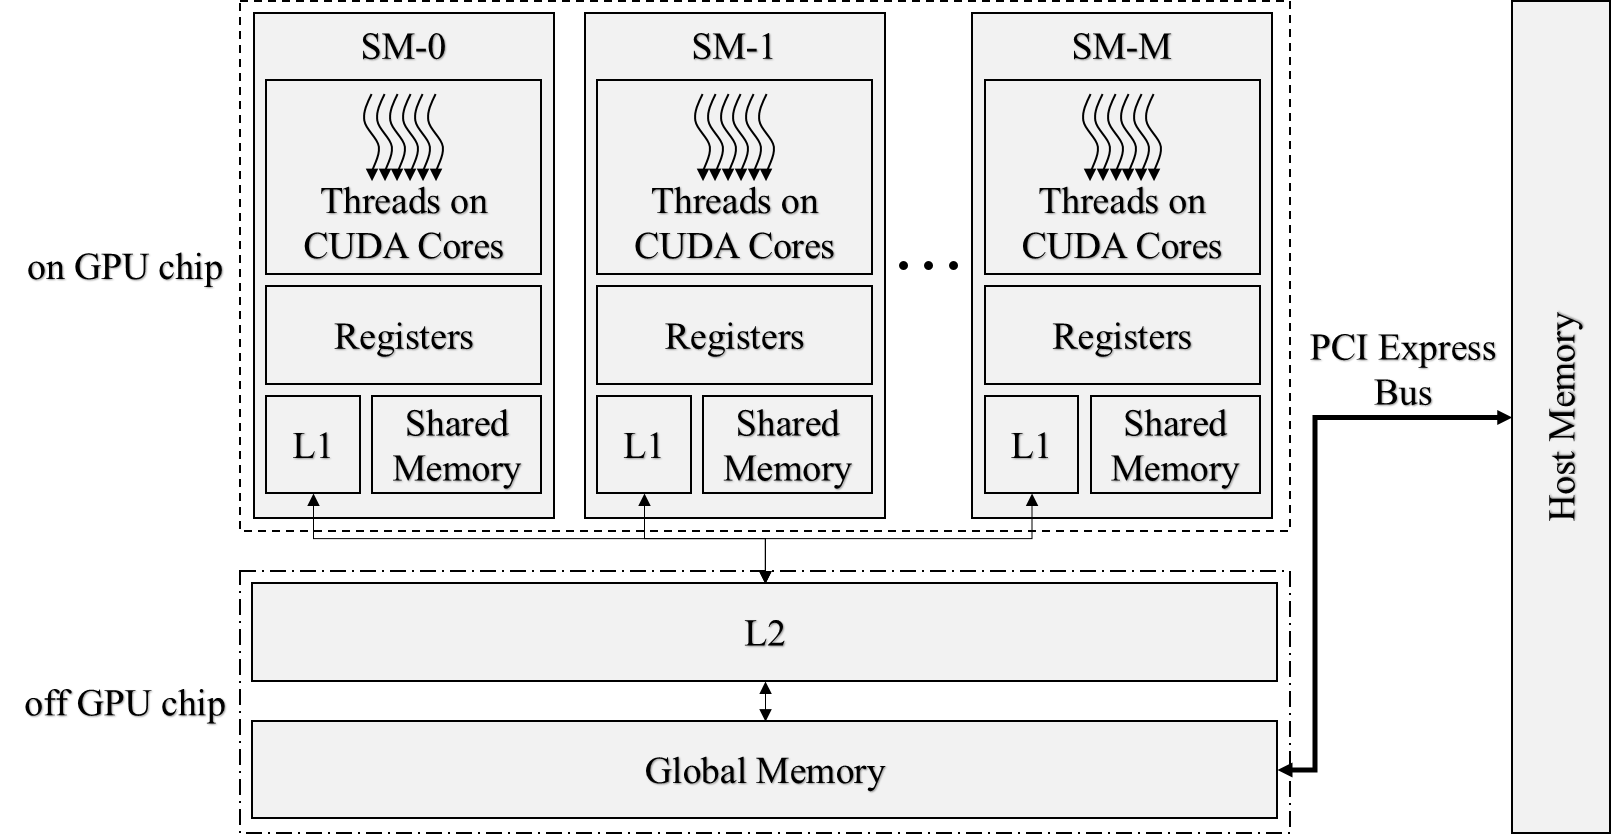 SM-0
Threads on
CUDA Cores
Registers
L1
Shared
Memory
SM-1
Threads on
CUDA Cores
Registers
L1
Shared
Memory
...
SM-M
Threads on
CUDA Cores
Registers
L1
Shared
Memory
on GPU chip
PCI Express
Bus
Host Memory
off GPU chip
L2
Global Memory